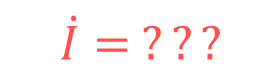 İ = ? ? ?